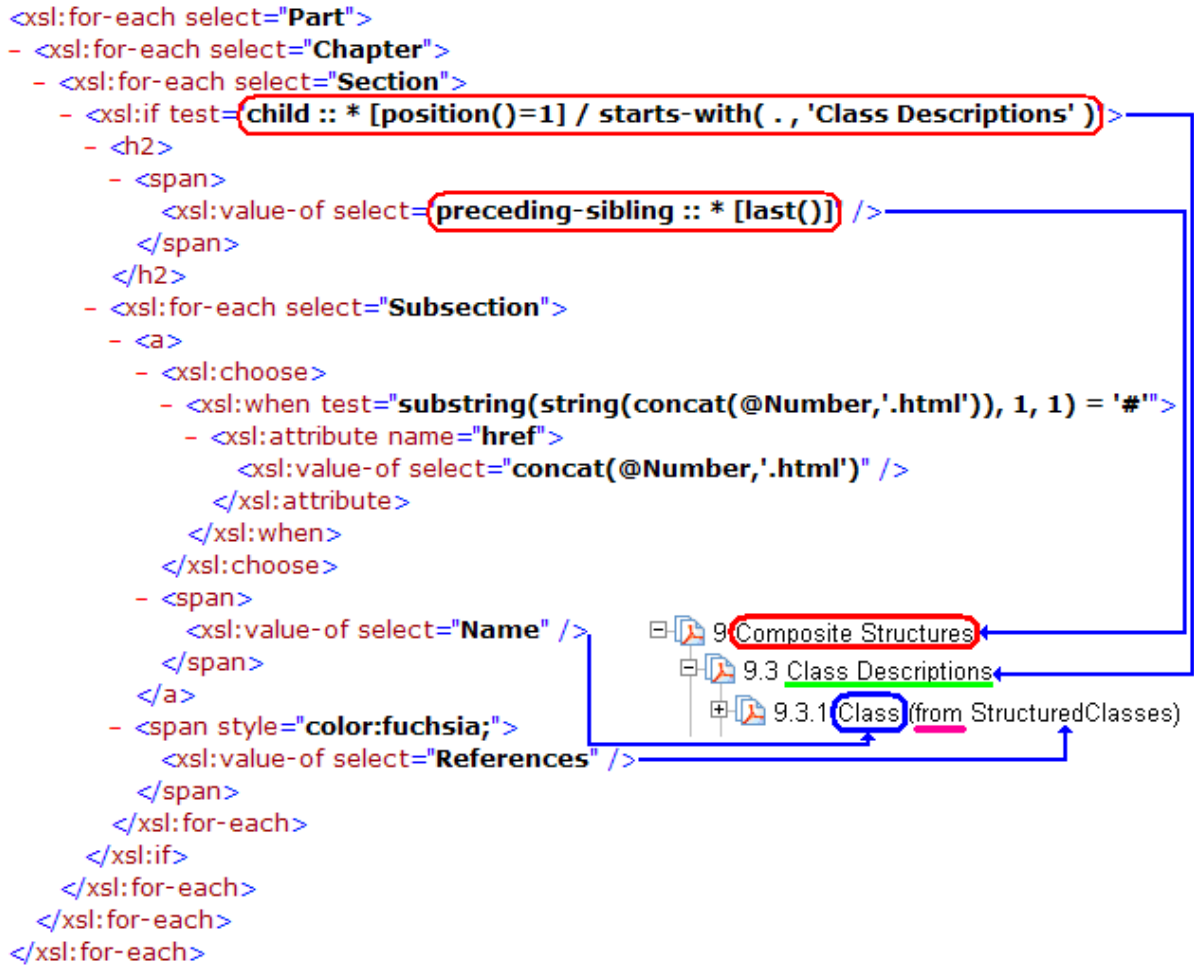 <xsl:for-each select="Part">
- <xsl:for-each select="Chapter">
- <xsl:for-each select="Section">
- <xsl:if test="child :: * [position()=1] / starts-with( . , 'Class Descriptions' )">
- <h2>
- <span>
<xsl:value-of select="preceding-sibling :: * [last()]" />
</span>
</h2>
- <xsl:for-each select="Subsection">
- <a>
- <xsl:choose>
- <xsl:when test="substring(string(concat(@Number,'.html')), 1, 1) = '#'">
- <xsl:attribute name="href">
<xsl:value-of select="concat(@Number,'.html')" />
</xsl:attribute>
</xsl:when>
</xsl:choose>
- <span>
<xsl:value-of select="Name" />
</span>
</a>
- <span style="color:fuchsia;">
<xsl:value-of select="References" />
</span>
</xsl:for-each>
</xsl:if>
</xsl:for-each>
</xsl:for-each>
</xsl:for-each>
9 Composite Structures
9.3 Class Descriptions
9.3.1 Class (from StructuredClasses)